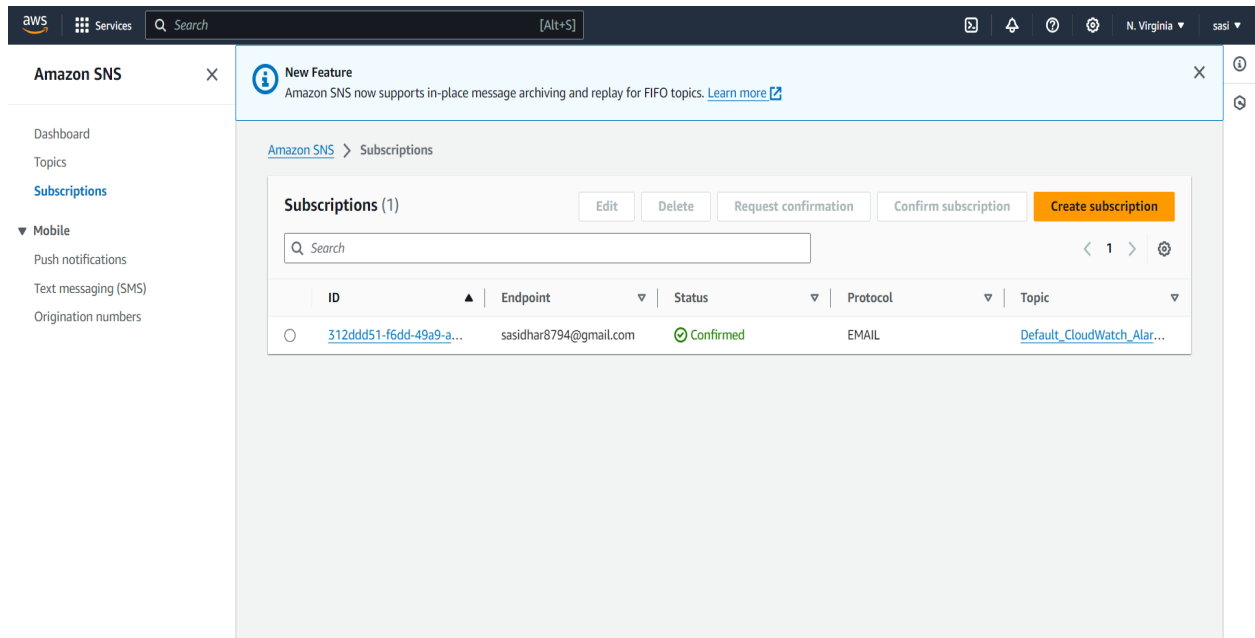 aws Services Search [Alt+S] N. Virginia ▼ sasi ▼
Amazon SNS
Dashboard
Topics
Subscriptions
▼ Mobile
Push notifications
Text messaging (SMS)
Origination numbers
New Feature
Amazon SNS now supports in-place message archiving and replay for FIFO topics. Learn more
Amazon SNS > Subscriptions
Subscriptions (1) Edit Delete Request confirmation Confirm subscription Create subscription
Search < 1 >
ID Endpoint Status Protocol Topic
312ddd51-f6dd-49a9-a... sasidhar8794@gmail.com Confirmed EMAIL Default_CloudWatch_Alar...